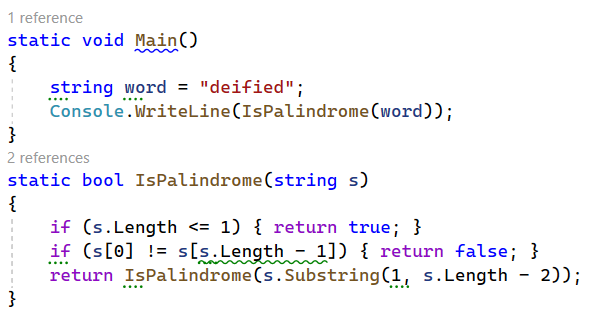 1 reference
static void Main()
{
    string word = "deified";
    Console.WriteLine(IsPalindrome(word));
}
2 references
static bool IsPalindrome(string s)
{
    if (s.Length <= 1) { return true; }
    if (s[0] != s[s.Length - 1]) { return false; }
    return IsPalindrome(s.Substring(1, s.Length - 2));
}